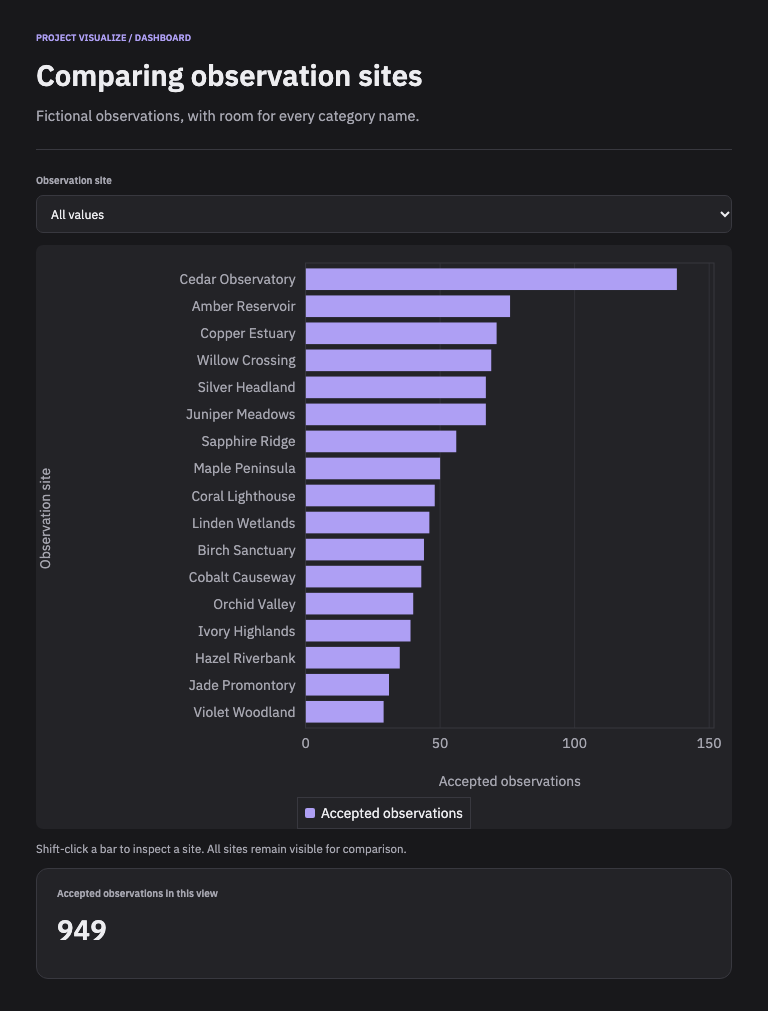 PROJECT VISUALIZE / DASHBOARD
Comparing observation sites
Fictional observations, with room for every category name.
Observation site
All values
Observation site
Cedar Observatory
Amber Reservoir
Copper Estuary
Willow Crossing
Silver Headland
Juniper Meadows
Sapphire Ridge
Maple Peninsula
Coral Lighthouse
Linden Wetlands
Birch Sanctuary
Cobalt Causeway
Orchid Valley
Ivory Highlands
Hazel Riverbank
Jade Promontory
Violet Woodland
0 50 100 150
Accepted observations
Accepted observations
Shift-click a bar to inspect a site. All sites remain visible for comparison.
Accepted observations in this view
949